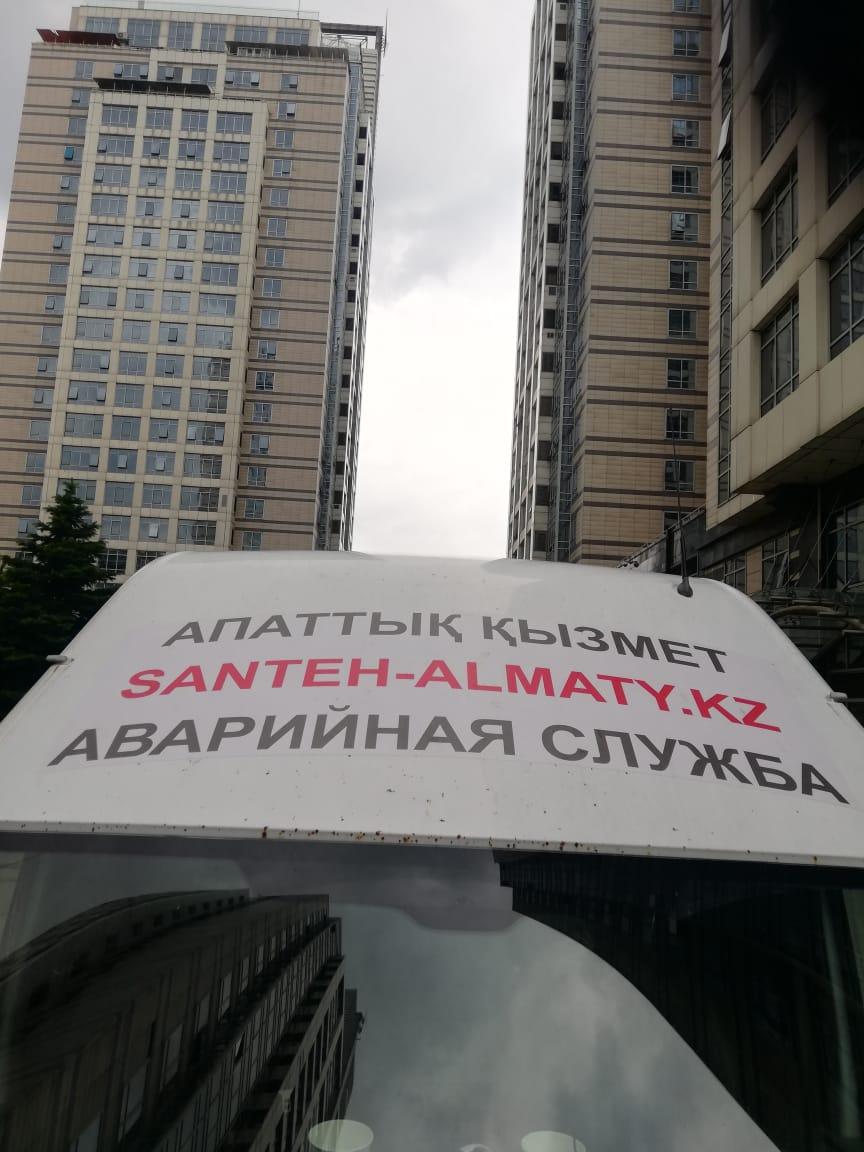 АПАТТЫҚ ҚЫЗМЕТ
SANTEH-ALMATY.KZ
АВАРИЙНАЯ СЛУЖБА